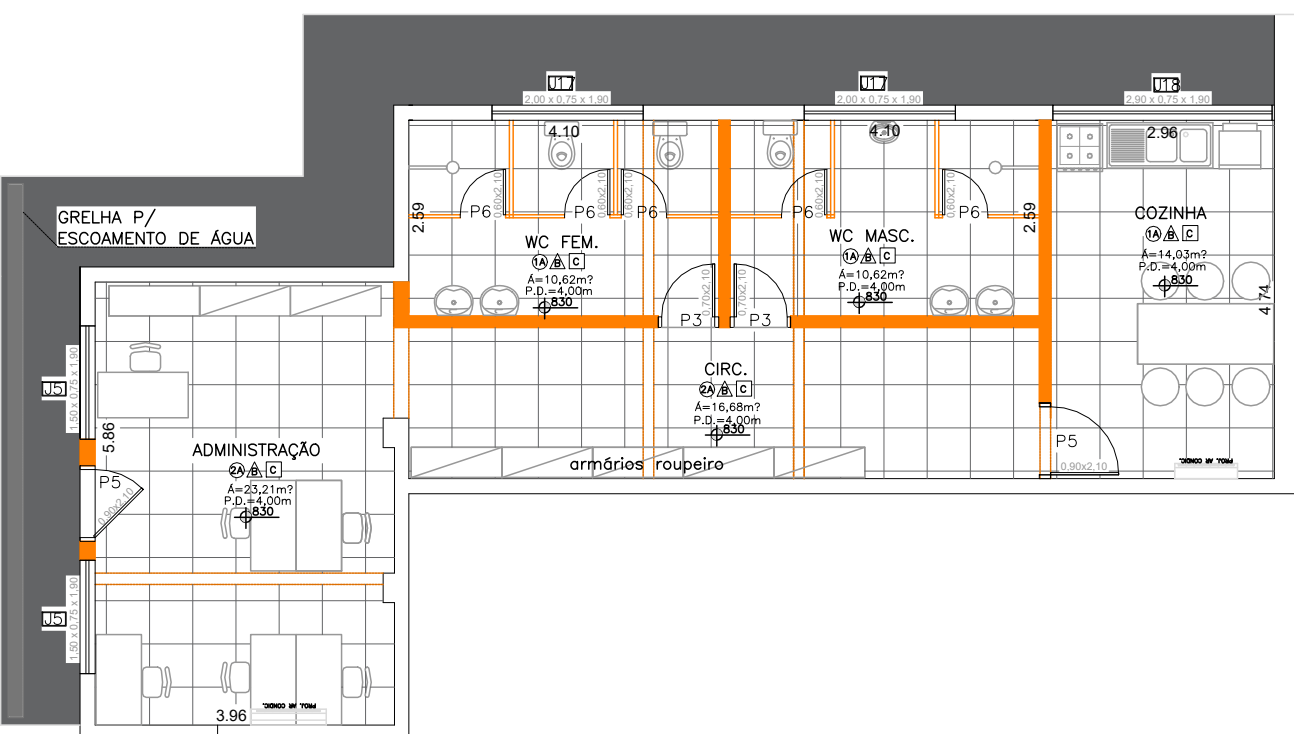 J17
2,00 x 0,75 x 1,90
J17
2,00 x 0,75 x 1,90
J18
2,90 x 0,75 x 1,90
4.10
4.10
2.96
0,60x2,10
0,60x2,10
0,60x2,10
0,60x2,10
0,60x2,10
P6
P6
P6
P6
P6
2.59
2.59
GRELHA P/
ESCOAMENTO DE ÁGUA
WC FEM.
1A B C
Á=10,62m?
P.D.=4,00m
830
WC MASC.
1A B C
Á=10,62m?
P.D.=4,00m
830
COZINHA
1A B C
Á=14,03m?
P.D.=4,00m
830
4.74
0,70x2,10
0,70x2,10
P3
P3
CIRC.
2A B C
Á=16,68m?
P.D.=4,00m
830
armários roupeiro
P5
0,90x2,10
PROJ. AR CONDIC.
J5
1,50 x 0,75 x 1,90
5.86
ADMINISTRAÇÃO
2A B C
Á=23,21m?
P.D.=4,00m
830
P5
0,90x2,10
J5
1,50 x 0,75 x 1,90
PROJ. AR CONDIC.
3.96